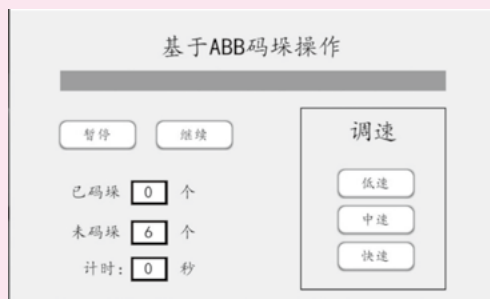 基于ABB码垛操作
暂停 继续
已码垛 0 个
未码垛 6 个
计时: 0 秒
调速
低速
中速
快速